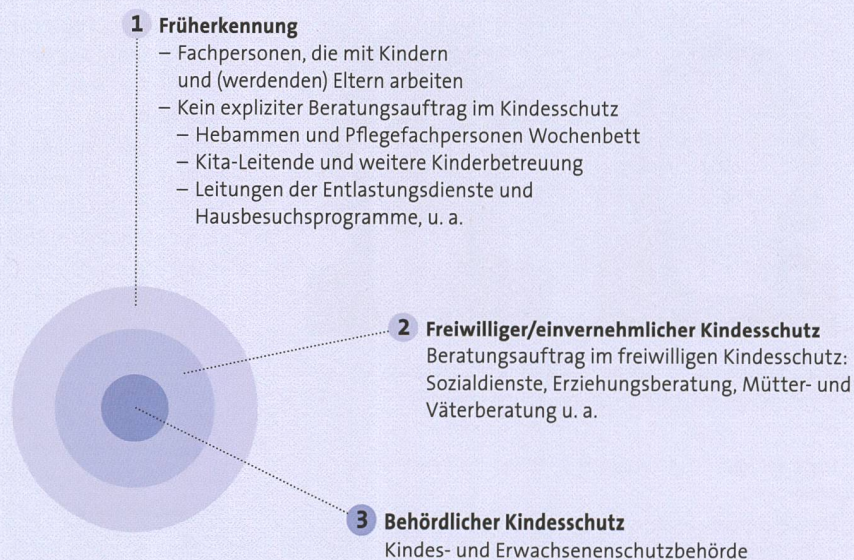 1 Früherkennung
– Fachpersonen, die mit Kindern
und (werdenden) Eltern arbeiten
– Kein expliziter Beratungsauftrag im Kindesschutz
– Hebammen und Pflegefachpersonen Wochenbett
– Kita-Leitende und weitere Kinderbetreuung
– Leitungen der Entlastungsdienste und
Hausbesuchsprogramme, u. a.
2 Freiwilliger/einvernehmlicher Kindesschutz
Beratungsauftrag im freiwilligen Kindesschutz:
Sozialdienste, Erziehungsberatung, Mütter- und
Väterberatung u. a.
3 Behördlicher Kindesschutz
Kindes- und Erwachsenenschutzbehörde